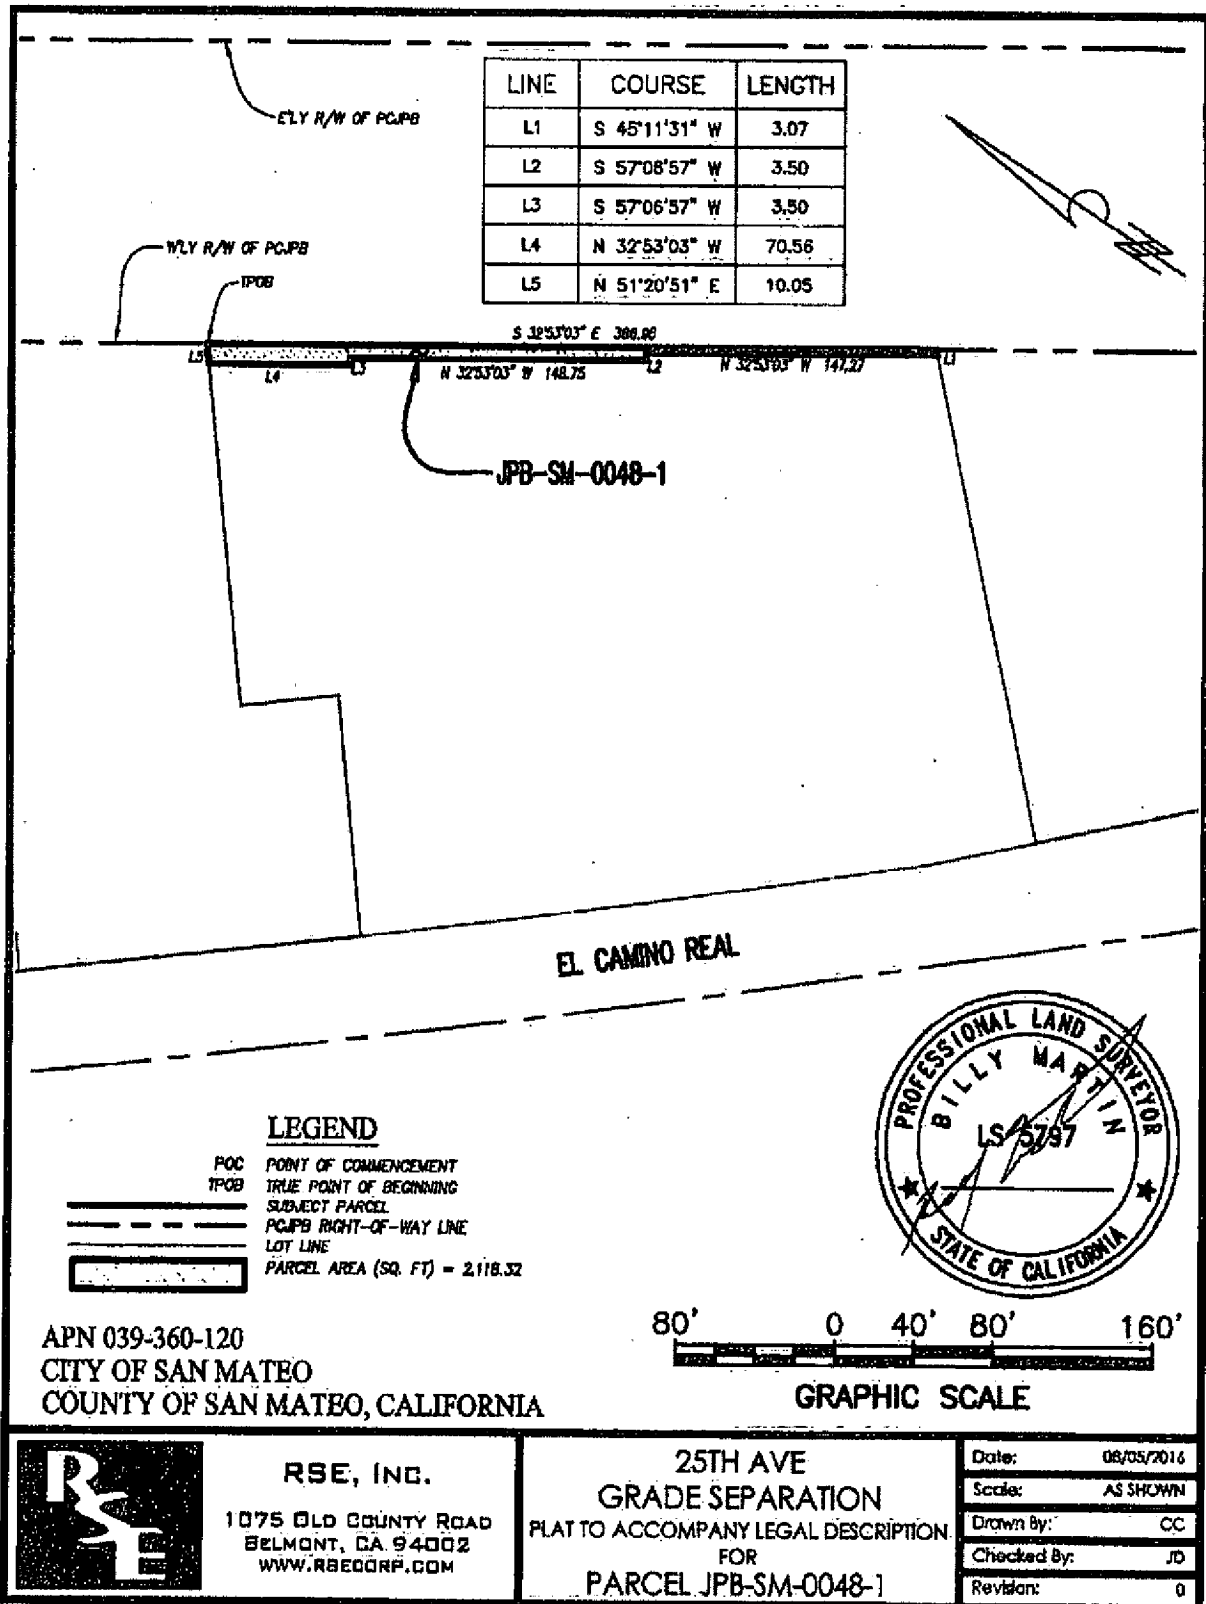 E'LY R/W OF PCJPB
LINE COURSE LENGTH
L1 S 45°11'31" W 3.07
L2 S 57°06'57" W 3.50
L3 S 57°06'57" W 3.50
L4 N 32°53'03" W 70.56
L5 N 51°20'51" E 10.05
W'LY R/W OF PCJPB
TPOB
S 32°53'03" E
L5 L4 L3 N 32°53'03" W 148.75 L2 N 32°53'03" W 147.27 L1
JPB-SM-0048-1
EL CAMINO REAL
PROFESSIONAL LAND SURVEYOR
BILLY MARTIN
LS 5797
STATE OF CALIFORNIA
LEGEND
POC POINT OF COMMENCEMENT
TPOB TRUE POINT OF BEGINNING
SUBJECT PARCEL
PCJPB RIGHT-OF-WAY LINE
LOT LINE
PARCEL AREA (SQ. FT) = 2,118.32
80' 0 40' 80' 160'
GRAPHIC SCALE
APN 039-360-120
CITY OF SAN MATEO
COUNTY OF SAN MATEO, CALIFORNIA
RSE
RSE, INC.
1075 OLD COUNTY ROAD
BELMONT, CA 94002
WWW.RSECORP.COM
25TH AVE
GRADE SEPARATION
PLAT TO ACCOMPANY LEGAL DESCRIPTION
FOR
PARCEL JPB-SM-0048-1
Date: 08/05/2016
Scale: AS SHOWN
Drawn By: CC
Checked By: JD
Revision: 0